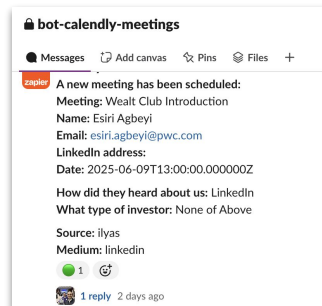 bot-calendly-meetings
Messages Add canvas Pins Files
zapier
A new meeting has been scheduled:
Meeting: Wealt Club Introduction
Name: Esiri Agbeyi
Email: esiri.agbeyi@pwc.com
LinkedIn address:
Date: 2025-06-09T13:00:00.000000Z
How did they heard about us: LinkedIn
What type of investor: None of Above
Source: ilyas
Medium: linkedin
1
1 reply 2 days ago